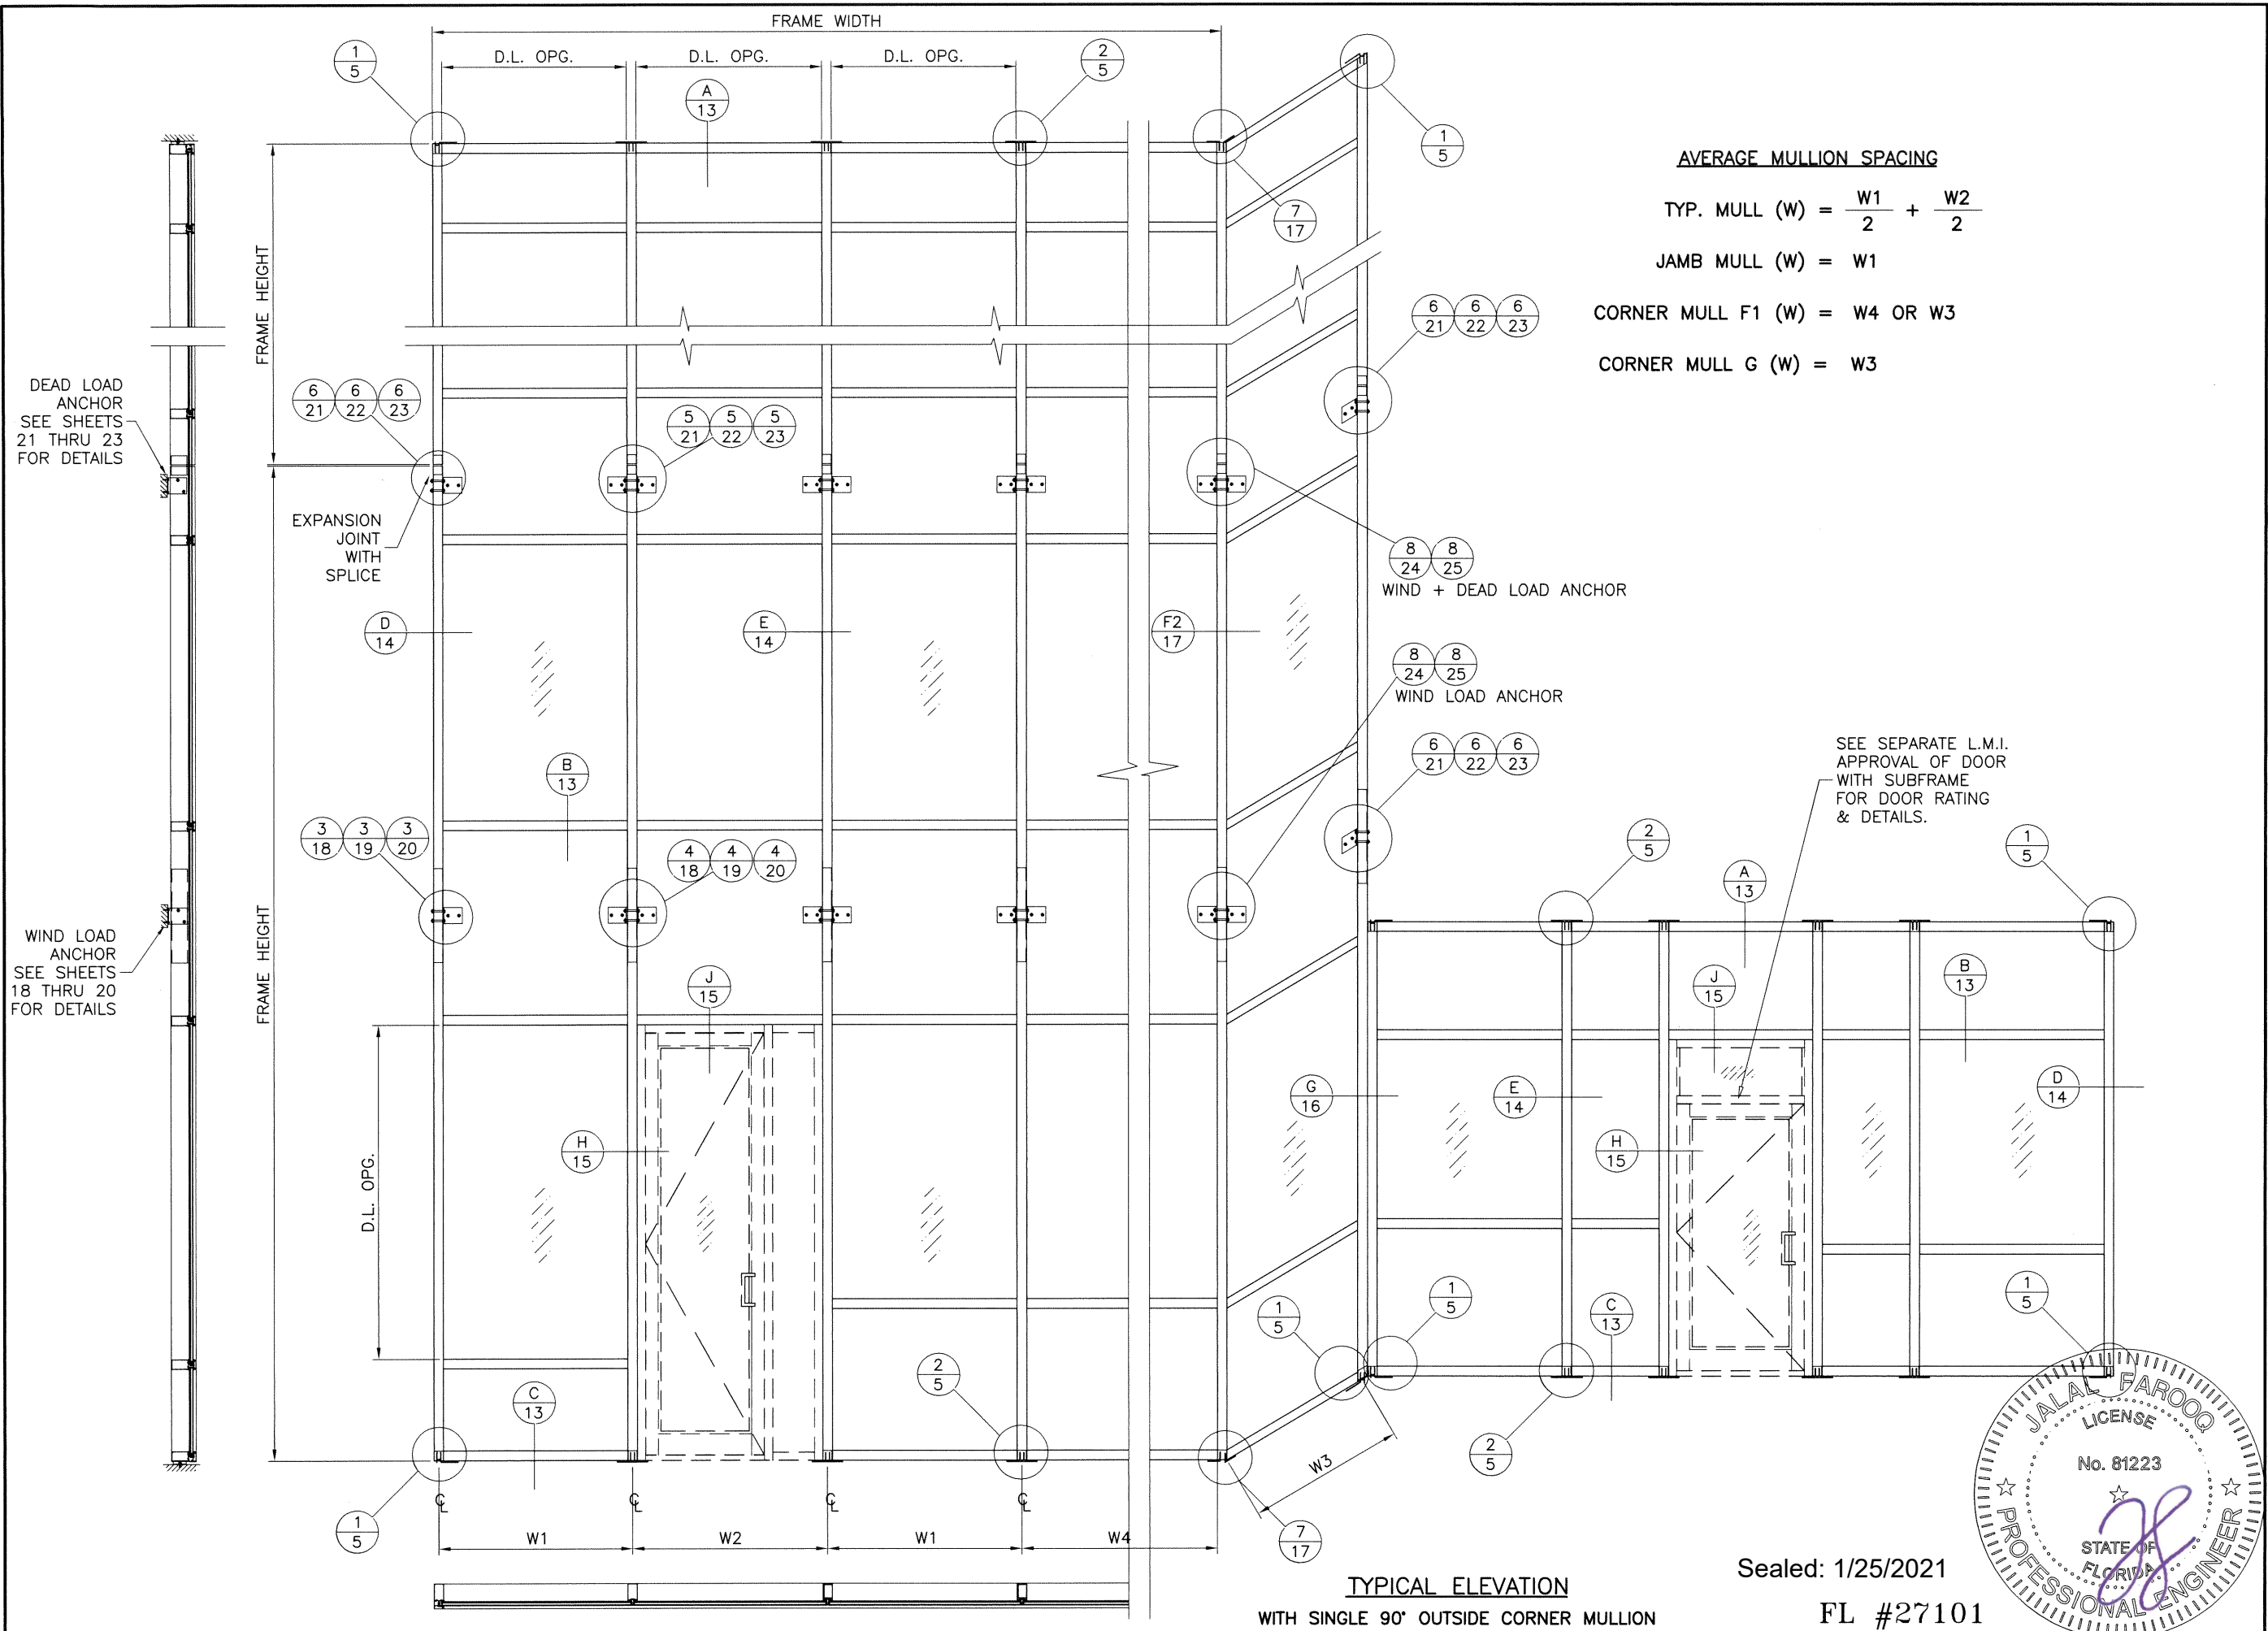 FRAME WIDTH
D.L. OPG.
D.L. OPG.
D.L. OPG.
1
5
2
5
A
13
1
5
7
17
AVERAGE MULLION SPACING
TYP. MULL (W) = W1/2 + W2/2
JAMB MULL (W) = W1
CORNER MULL F1 (W) = W4 OR W3
CORNER MULL G (W) = W3
FRAME HEIGHT
DEAD LOAD
ANCHOR
SEE SHEETS
21 THRU 23
FOR DETAILS
6 6 6
21 22 23
5 5 5
21 22 23
6 6 6
21 22 23
EXPANSION
JOINT
WITH
SPLICE
8 8
24 25
WIND + DEAD LOAD ANCHOR
D
14
E
14
F2
17
8 8
24 25
WIND LOAD ANCHOR
6 6 6
21 22 23
B
13
SEE SEPARATE L.M.I.
APPROVAL OF DOOR
WITH SUBFRAME
FOR DOOR RATING
& DETAILS.
3 3 3
18 19 20
4 4 4
18 19 20
2
5
1
5
A
13
WIND LOAD
ANCHOR
SEE SHEETS
18 THRU 20
FOR DETAILS
FRAME HEIGHT
J
15
J
15
B
13
G
16
E
14
D
14
H
15
H
15
D.L. OPG.
1
5
1
5
C
13
1
5
2
5
C
13
2
5
W3
1
5
7
17
CL
CL
CL
CL
W1
W2
W1
W4
TYPICAL ELEVATION
WITH SINGLE 90° OUTSIDE CORNER MULLION
Sealed: 1/25/2021
FL #27101
JALAL FAROOQ
LICENSE
No. 81223
STATE OF
FLORIDA
PROFESSIONAL ENGINEER